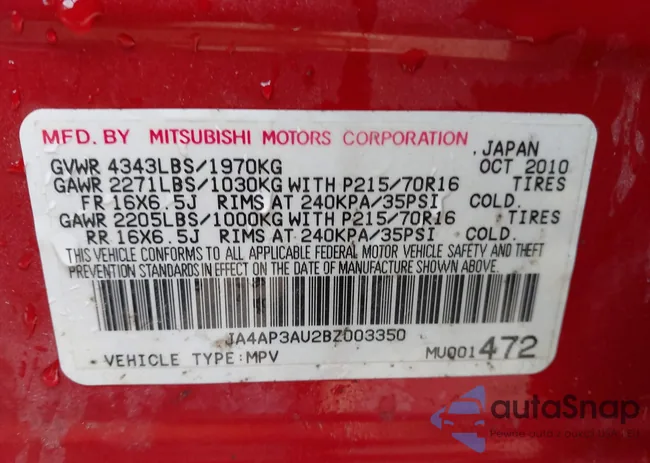 MFD. BY MITSUBISHI MOTORS CORPORATION, JAPAN
GVWR 4343LBS/1970KG OCT 2010
GAWR 2271LBS/1030KG WITH P215/70R16 TIRES
FR 16X6.5J RIMS AT 240KPA/35PSI COLD.
GAWR 2205LBS/1000KG WITH P215/70R16 TIRES
RR 16X6.5J RIMS AT 240KPA/35PSI COLD.
THIS VEHICLE CONFORMS TO ALL APPLICABLE FEDERAL MOTOR VEHICLE SAFETY AND THEFT
PREVENTION STANDARDS IN EFFECT ON THE DATE OF MANUFACTURE SHOWN ABOVE.
JA4AP3AU2BZ003350
VEHICLE TYPE:MPV MU001472
autoSnap